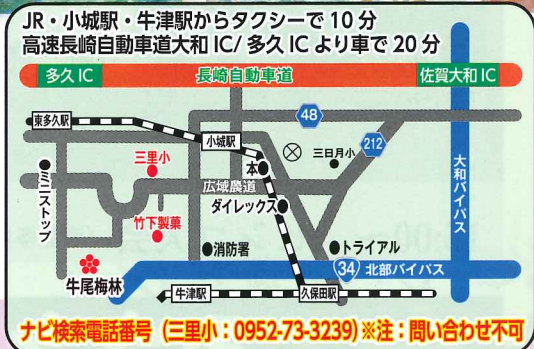 JR・小城駅・牛津駅からタクシーで10分
高速長崎自動車道大和IC/多久ICより車で20分
多久IC
長崎自動車道
佐賀大和IC
48
東多久駅
小城駅
212
三里小
三日月小
本
ミニストップ
広域農道
大和バイパス
ダイレックス
竹下製菓
消防署
トライアル
34
北部バイパス
牛尾梅林
牛津駅
久保田駅
ナビ検索電話番号(三里小:0952-73-3239)※注:問い合わせ不可